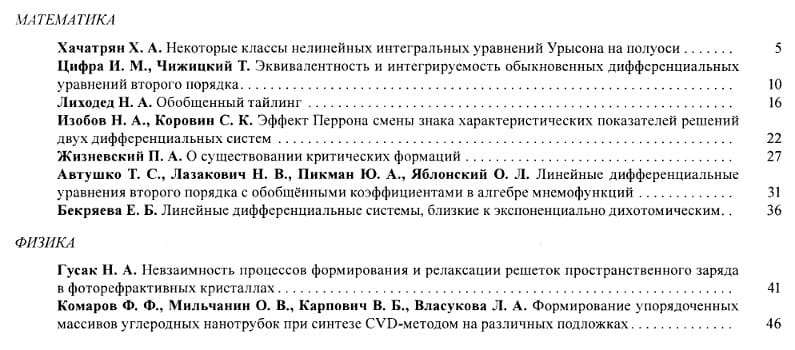 МАТЕМАТИКА
Хачатрян Х. А. Некоторые классы нелинейных интегральных уравнений Урысона на полуоси . . . . . . . 5
Цифра И. М., Чижицкий Т. Эквивалентность и интегрируемость обыкновенных дифференциальных
уравнений второго порядка. . . . . . . . . . . . . . . . . . . . . . . . . . . . . . . . . . . . . . . . . . . . . . . . . . . . . . . . 10
Лиходед Н. А. Обобщенный тайлинг . . . . . . . . . . . . . . . . . . . . . . . . . . . . . . . . . . . . . . . . . . . . . . . . 16
Изобов Н. А., Коровин С. К. Эффект Перрона смены знака характеристических показателей решений
двух дифференциальных систем . . . . . . . . . . . . . . . . . . . . . . . . . . . . . . . . . . . . . . . . . . . . . . . . . . . 22
Жизневский П. А. О существовании критических формаций . . . . . . . . . . . . . . . . . . . . . . . . . . . . . 27
Автушко Т. С., Лазакович Н. В., Пикман Ю. А., Яблонский О. Л. Линейные дифференциальные
уравнения второго порядка с обобщёнными коэффициентами в алгебре мнемофункций . . . . . . . . . . 31
Бекряева Е. Б. Линейные дифференциальные системы, близкие к экспоненциально дихотомическим. . 36
ФИЗИКА
Гусак Н. А. Невзаимность процессов формирования и релаксации решеток пространственного заряда
в фоторефрактивных кристаллах . . . . . . . . . . . . . . . . . . . . . . . . . . . . . . . . . . . . . . . . . . . . . . . . . . 41
Комаров Ф. Ф., Мильчанин О. В., Карпович В. Б., Власукова Л. А. Формирование упорядоченных
массивов углеродных нанотрубок при синтезе CVD-методом на различных подложках . . . . . . . . . . . 46